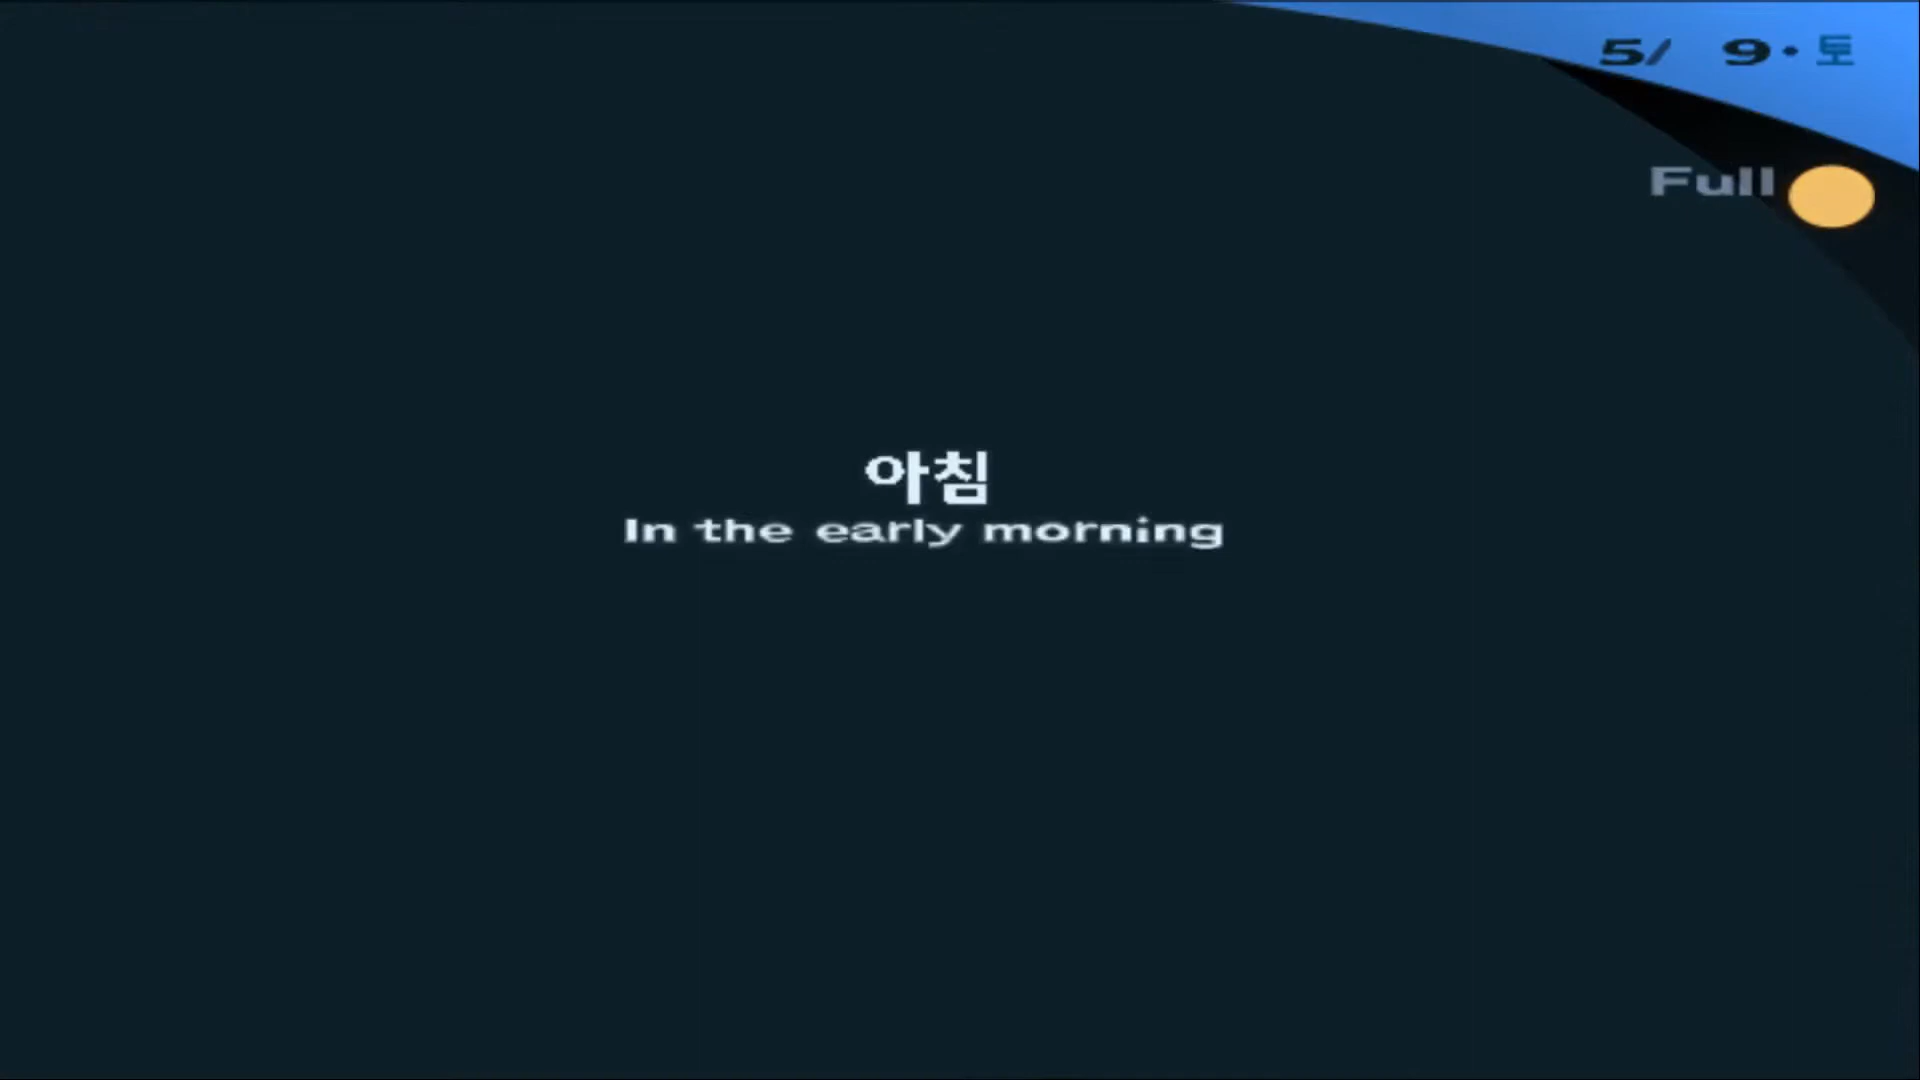 5/ 9・토
Full
아침
In the early morning